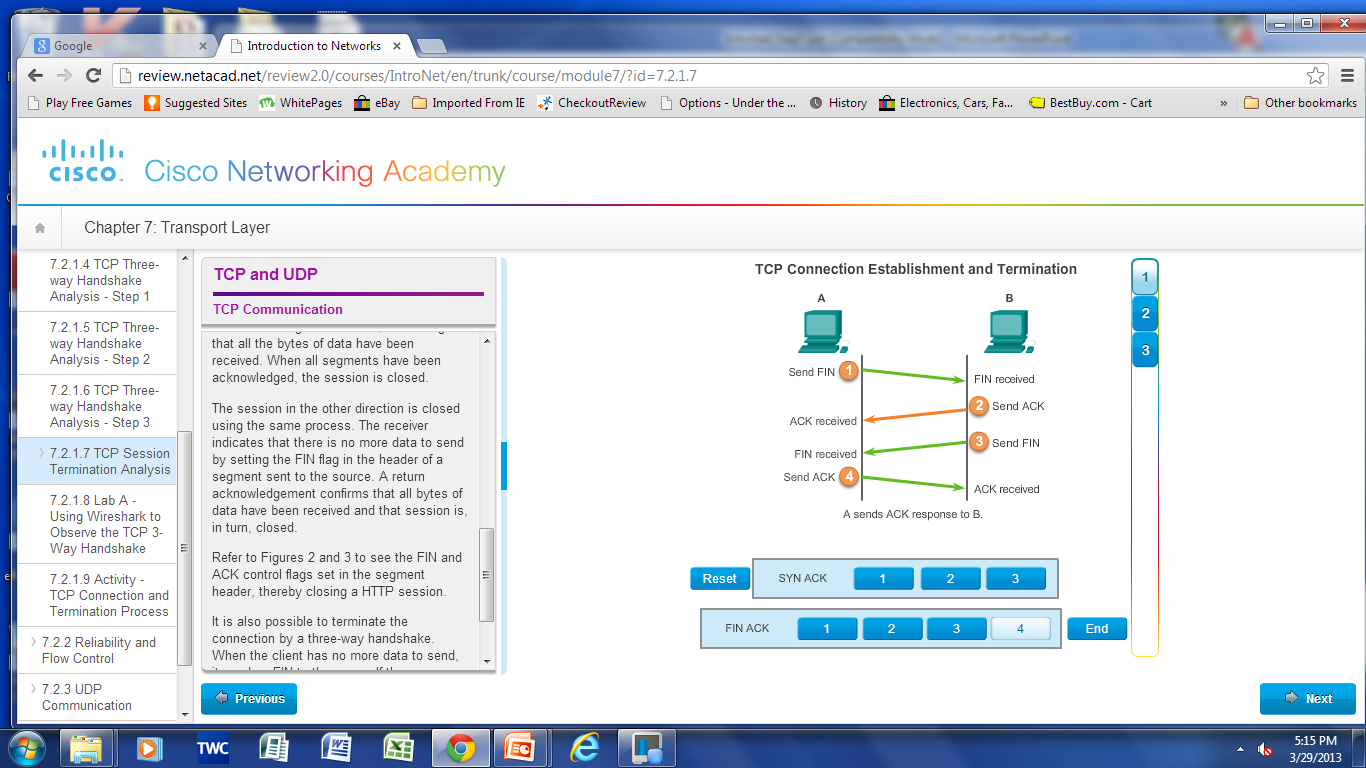 Google
Introduction to Networks
review.netacad.net/review2.0/courses/IntroNet/en/trunk/course/module7/?id=7.2.1.7
Play Free Games
Suggested Sites
WhitePages
eBay
Imported From IE
CheckoutReview
Options - Under the ...
History
Electronics, Cars, Fa...
BestBuy.com - Cart
»
Other bookmarks
CISCO. Cisco Networking Academy
Chapter 7: Transport Layer
7.2.1.4 TCP Three-
way Handshake
Analysis - Step 1
7.2.1.5 TCP Three-
way Handshake
Analysis - Step 2
7.2.1.6 TCP Three-
way Handshake
Analysis - Step 3
7.2.1.7 TCP Session
Termination Analysis
7.2.1.8 Lab A -
Using Wireshark to
Observe the TCP 3-
Way Handshake
7.2.1.9 Activity -
TCP Connection and
Termination Process
7.2.2 Reliability and
Flow Control
7.2.3 UDP
Communication
TCP and UDP
TCP Communication
that all the bytes of data have been
received. When all segments have been
acknowledged, the session is closed.
The session in the other direction is closed
using the same process. The receiver
indicates that there is no more data to send
by setting the FIN flag in the header of a
segment sent to the source. A return
acknowledgement confirms that all bytes of
data have been received and that session is,
in turn, closed.
Refer to Figures 2 and 3 to see the FIN and
ACK control flags set in the segment
header, thereby closing a HTTP session.
It is also possible to terminate the
connection by a three-way handshake.
When the client has no more data to send,
Previous
TCP Connection Establishment and Termination
A
B
Send FIN 1
FIN received
2 Send ACK
ACK received
3 Send FIN
FIN received
Send ACK 4
ACK received
A sends ACK response to B.
Reset
SYN ACK 1 2 3
FIN ACK 1 2 3 4
End
1
2
3
Next
TWC
5:15 PM
3/29/2013